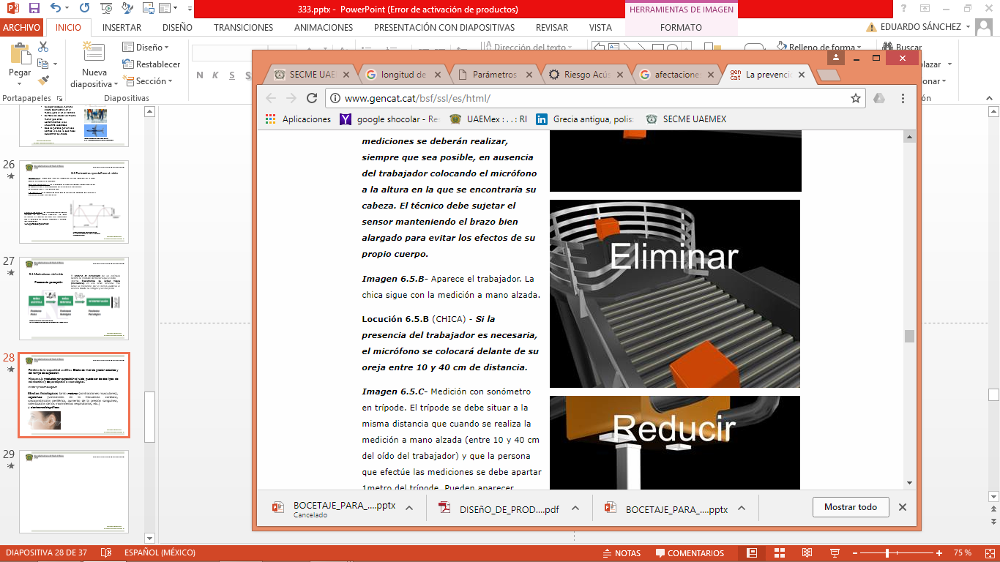 333.pptx - PowerPoint (Error de activación de productos)
HERRAMIENTAS DE IMAGEN
?
ARCHIVO
INICIO
INSERTAR
DISEÑO
TRANSICIONES
ANIMACIONES
PRESENTACIÓN CON DIAPOSITIVAS
REVISAR
VISTA
FORMATO
EDUARDO SÁNCHEZ
Pegar
Nueva
diapositiva
Diseño
Restablecer
Sección
N K S
Dirección del texto
Relleno de forma
Buscar
Portapapeles
SECME UAE
longitud de
Parámetros
Riesgo Acús
afectaciones
gen
cat
La prevenci
www.gencat.cat/bsf/ssl/es/html/
Aplicaciones
google shocolar - Re
UAEMex : . . : RI
Grecia antigua, polis:
SECME UAEMEX
mediciones se deberán realizar,
siempre que sea posible, en ausencia
del trabajador colocando el micrófono
a la altura en la que se encontraría su
cabeza. El técnico debe sujetar el
sensor manteniendo el brazo bien
alargado para evitar los efectos de su
propio cuerpo.
Imagen 6.5.B- Aparece el trabajador. La
chica sigue con la medición a mano alzada.
Locución 6.5.B (CHICA) - Si la
presencia del trabajador es necesaria,
el micrófono se colocará delante de su
oreja entre 10 y 40 cm de distancia.
Imagen 6.5.C- Medición con sonómetro
en trípode. El trípode se debe situar a la
misma distancia que cuando se realiza la
medición a mano alzada (entre 10 y 40 cm
del oído del trabajador) y que la persona
que efectúe las mediciones se debe apartar
1metro del trípode. Pueden aparecer
Eliminar
Reducir
26
27
28
29
BOCETAJE_PARA_....pptx
Cancelado
DISEñO_DE_PROD....pdf
BOCETAJE_PARA_....pptx
Mostrar todo
DIAPOSITIVA 28 DE 37
ESPAÑOL (MÉXICO)
NOTAS
COMENTARIOS
75 %